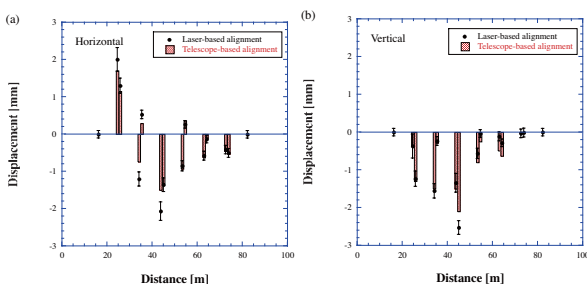 (a)
Horizontal
Laser-based alignment
Telescope-based alignment
Displacement [mm]
3
2
1
0
-1
-2
-3
0
20
40
60
80
100
Distance [m]
(b)
Vertical
Laser-based alignment
Telescope-based alignment
Displacement [mm]
3
2
1
0
-1
-2
-3
0
20
40
60
80
100
Distance [m]